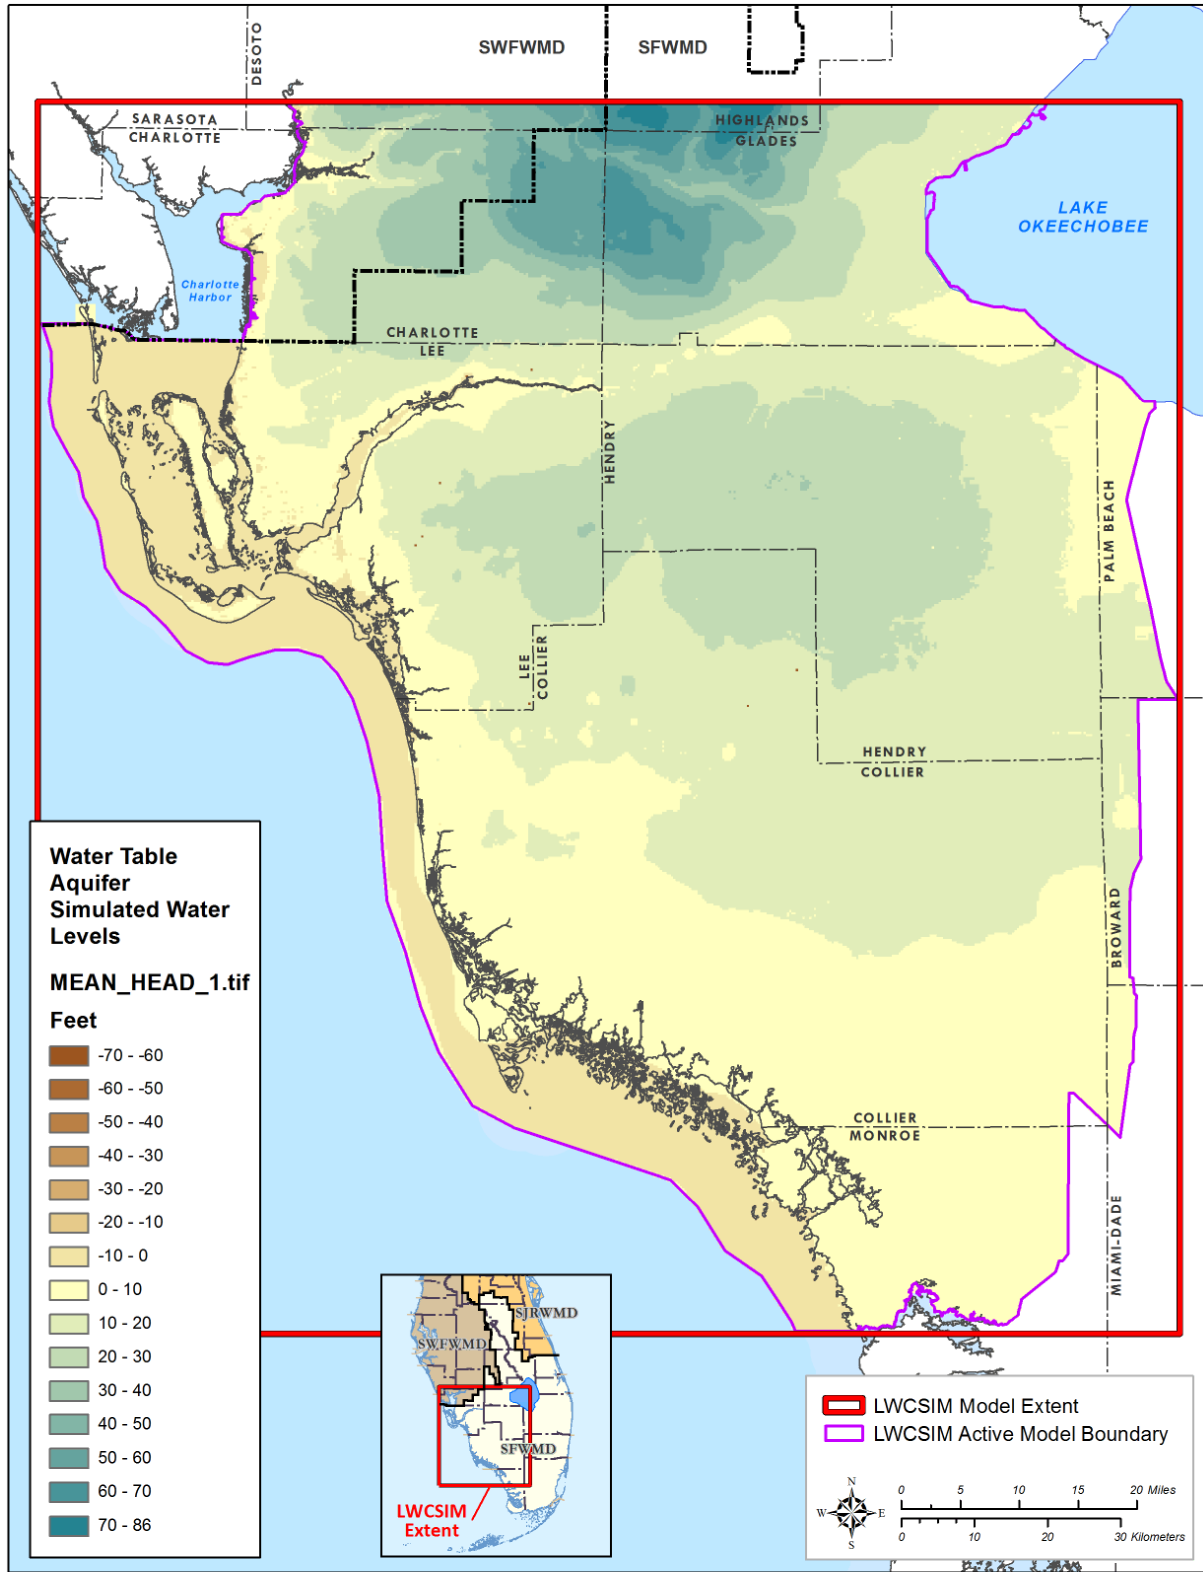 SWFWMD
SFWMD
DESOTO
SARASOTA
CHARLOTTE
HIGHLANDS
GLADES
LAKE
OKEECHOBEE
Charlotte
Harbor
CHARLOTTE
LEE
HENDRY
PALM BEACH
LEE
COLLIER
HENDRY
COLLIER
BROWARD
COLLIER
MONROE
MIAMI-DADE
Water Table
Aquifer
Simulated Water
Levels
MEAN_HEAD_1.tif
Feet
-70 - -60
-60 - -50
-50 - -40
-40 - -30
-30 - -20
-20 - -10
-10 - 0
0 - 10
10 - 20
20 - 30
30 - 40
40 - 50
50 - 60
60 - 70
70 - 86
SJRWMD
SWFWMD
SFWMD
LWCSIM
Extent
LWCSIM Model Extent
LWCSIM Active Model Boundary
N
W
E
S
0 5 10 15 20 Miles
0 10 20 30 Kilometers